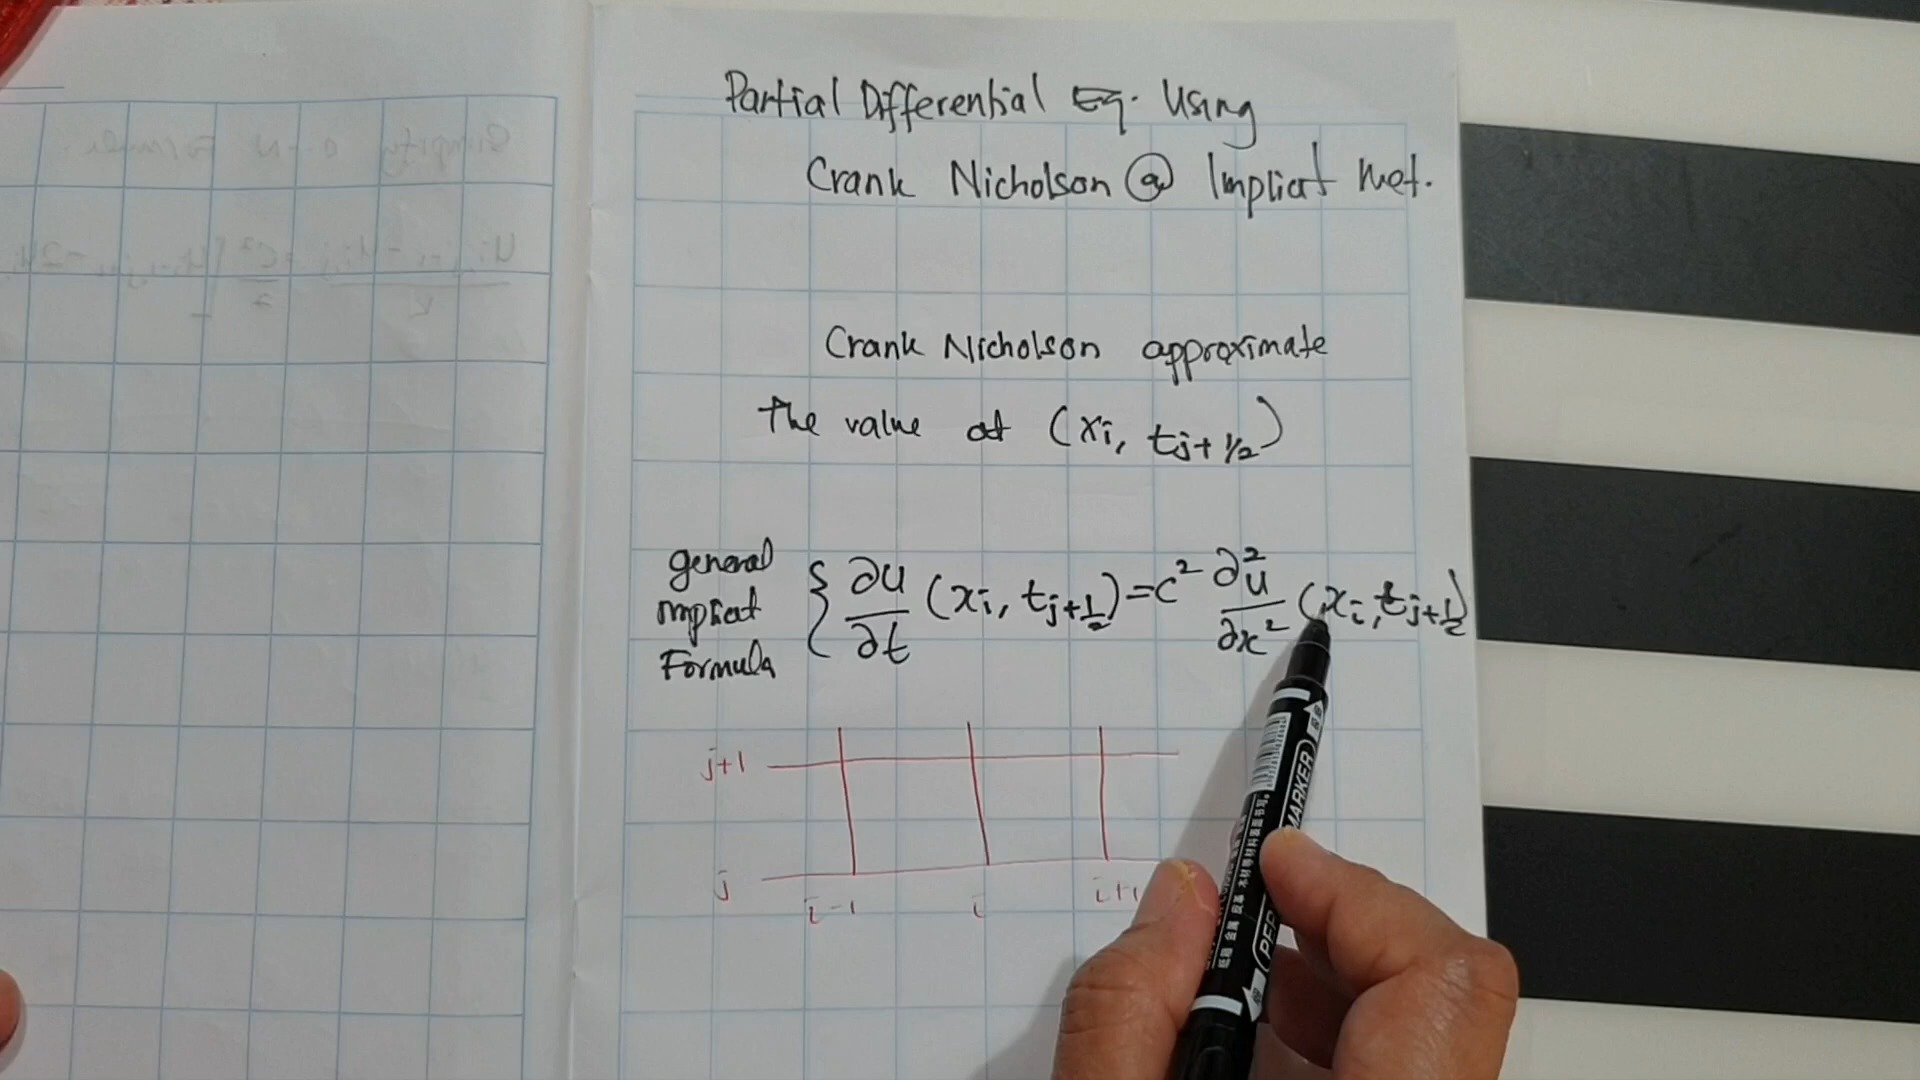 Partial Differential Eq. Using
Crank Nicholson @ Implicit Met.
Crank Nicholson approximate
the value at (xi, tj+1/2)
general
implicit
Formula
{ ∂u/∂t (xi, tj+1/2) = c² ∂²u/∂x² (xi, tj+1/2)
j+1
j
i-1 i i+1
MARKER